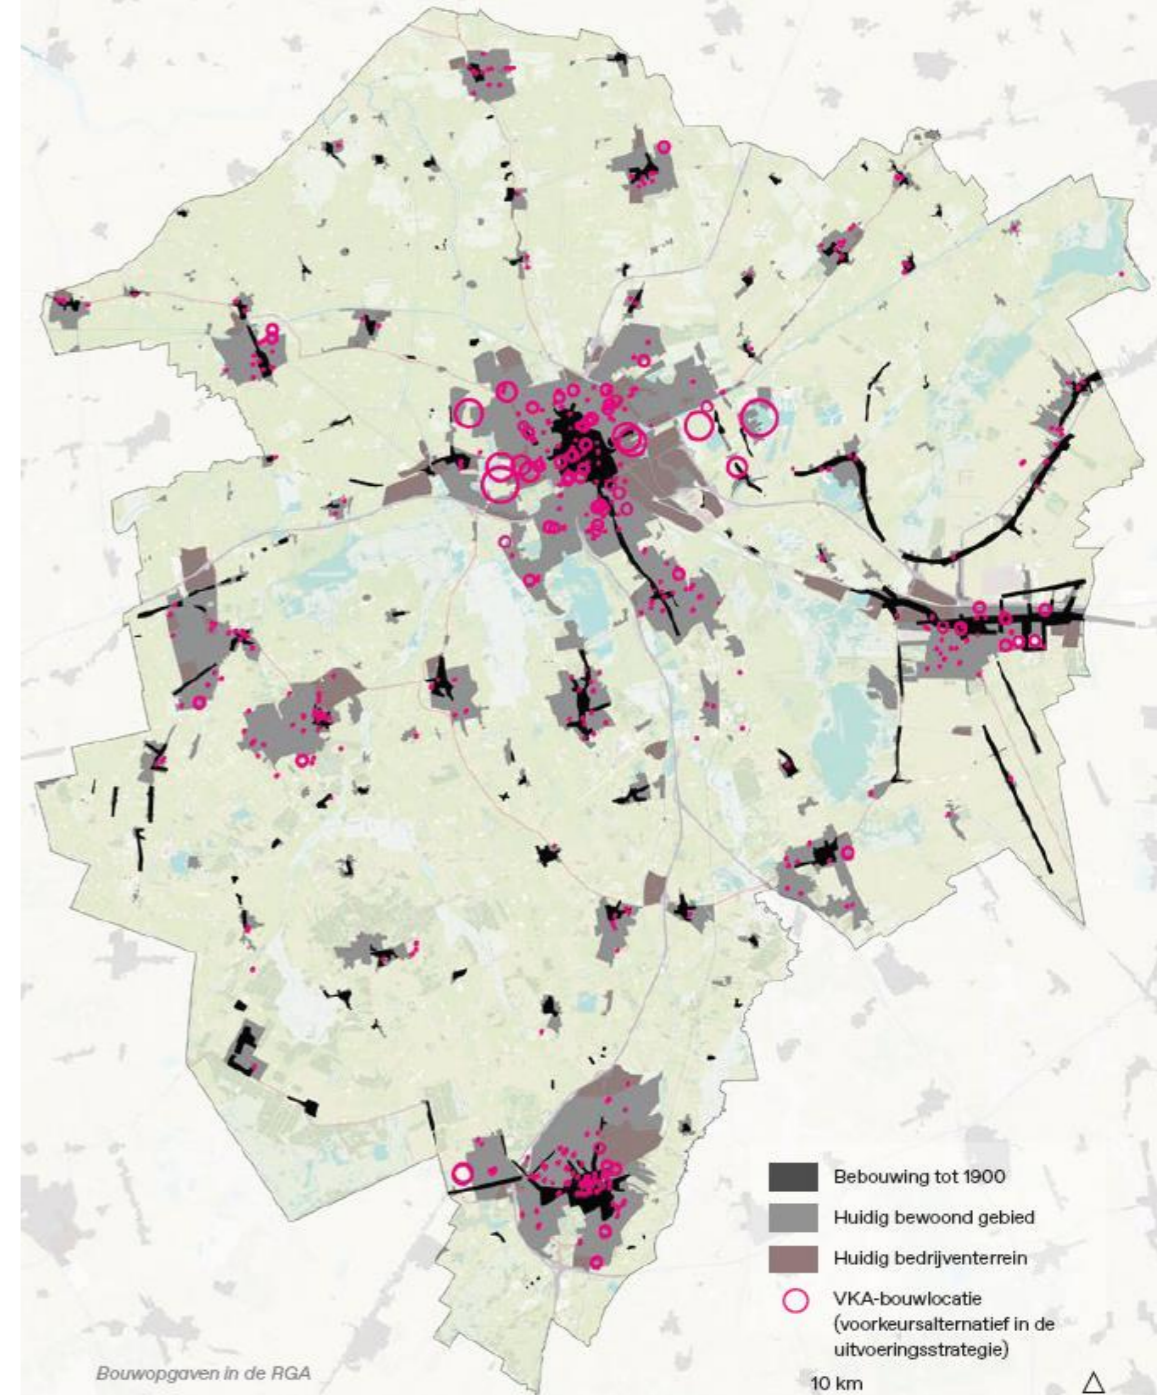 Bebouwing tot 1900
Huidig bewoond gebied
Huidig bedrijventerrein
VKA-bouwlocatie
(voorkeursalternatief in de
uitvoeringsstrategie)
Bouwopgaven in de RGA
10 km